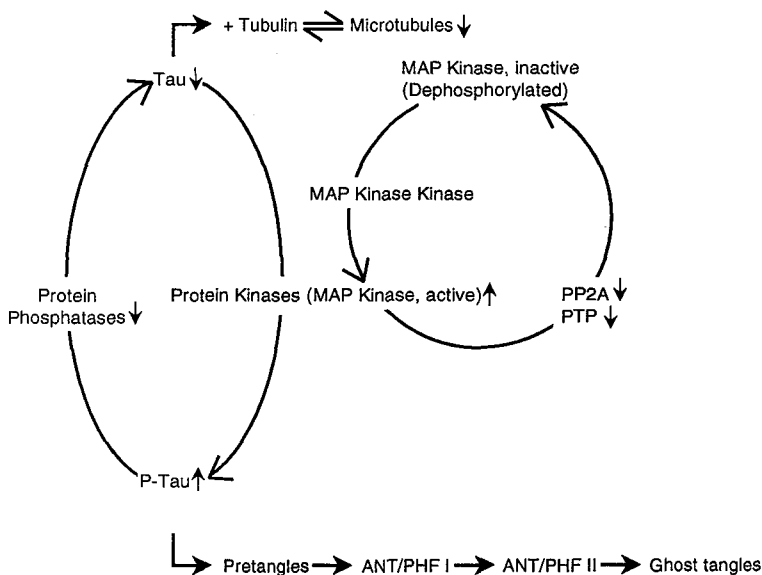 + Tubulin ⇌ Microtubules ↓
Tau ↓
MAP Kinase, inactive
(Dephosphorylated)
MAP Kinase Kinase
Protein
Phosphatases ↓
Protein Kinases (MAP Kinase, active) ↑
PP2A ↓
PTP ↓
P-Tau ↑
Pretangles → ANT/PHF I → ANT/PHF II → Ghost tangles